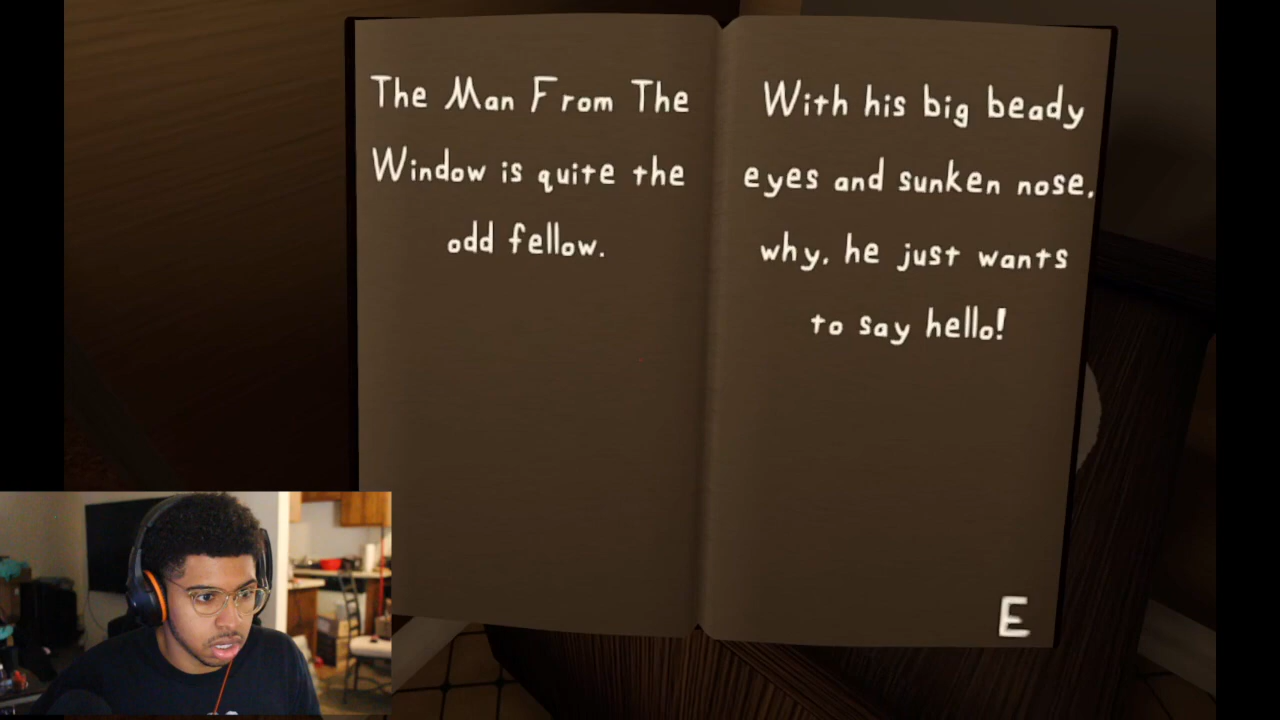 The Man From The
Window is quite the
odd fellow.
With his big beady
eyes and sunken nose,
why, he just wants
to say hello!
E